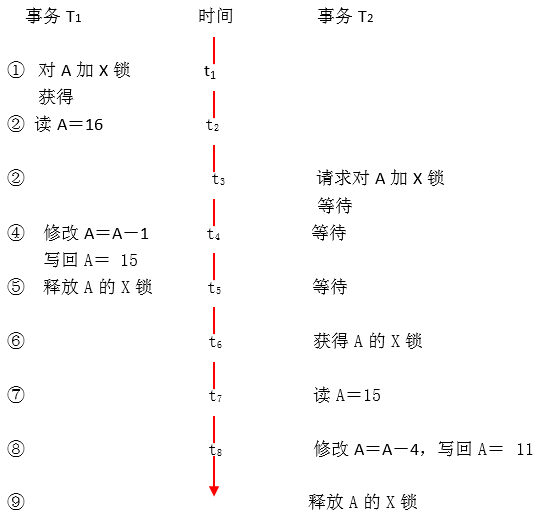 事务 T₁ 时间 事务 T₂
① 对 A 加 X 锁 t₁
获得
② 读 A＝16 t₂
② t₃ 请求对 A 加 X 锁
等待
④ 修改 A＝A－1 t₄ 等待
写回 A＝ 15
⑤ 释放 A 的 X 锁 t₅ 等待
⑥ t₆ 获得 A 的 X 锁
⑦ t₇ 读 A＝15
⑧ t₈ 修改 A＝A－4，写回 A＝ 11
⑨ 释放 A 的 X 锁